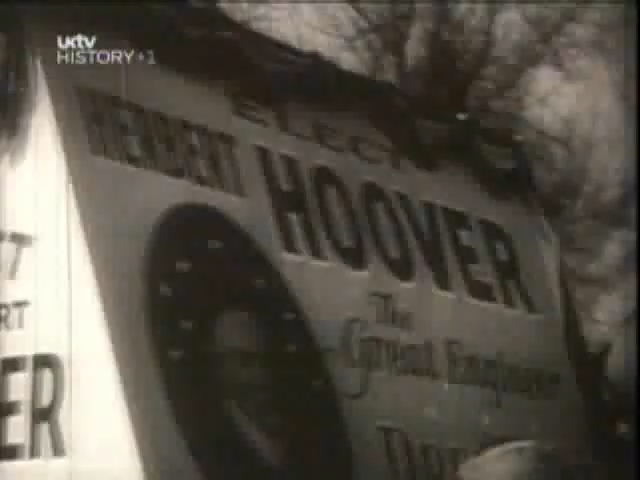 uktv
HISTORY +1
ELECT
HERBERT HOOVER
The
Great Engineer
T
RT
ER